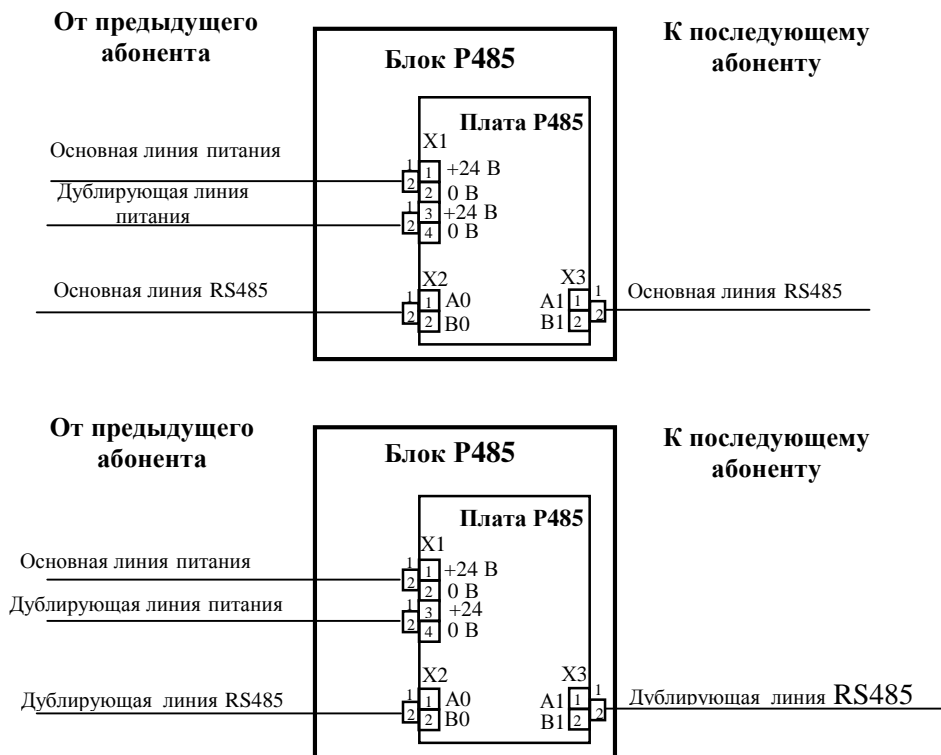 От предыдущего
абонента
Блок Р485
К последующему
абоненту
Плата Р485
X1
Основная линия питания
1
1 +24 В
2
2 0 В
Дублирующая линия
питания
1
3 +24 В
2
4 0 В
X2
X3
Основная линия RS485
1
1 A0
2
2 B0
A1 1
1
B1 2
2
Основная линия RS485
От предыдущего
абонента
Блок Р485
К последующему
абоненту
Плата Р485
X1
Основная линия питания
1
1 +24 В
2
2 0 В
Дублирующая линия питания
1
3 +24
2
4 0 В
X2
X3
Дублирующая линия RS485
1
1 A0
2
2 B0
A1 1
1
B1 2
2
Дублирующая линия RS485